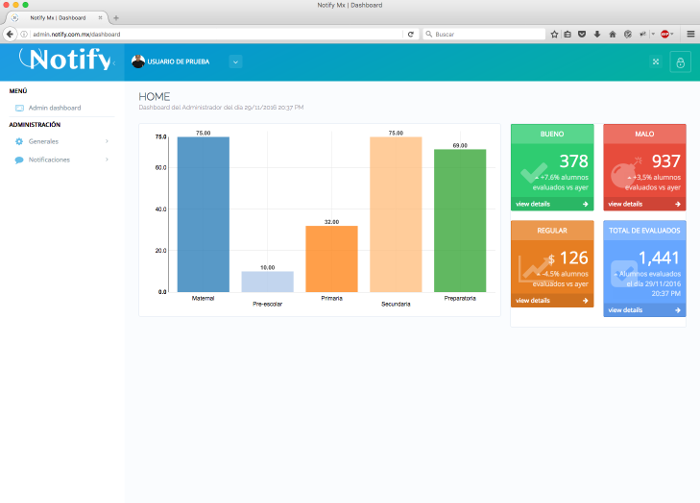 Notify Mx | Dashboard
Notify Mx | Dashboard
admin.notify.com.mx/dashboard
Buscar
Notify
USUARIO DE PRUEBA
MENÚ
Admin dashboard
ADMINISTRACIÓN
Generales
Notificaciones
HOME
Dashboard del Administrador del día 29/11/2016 20:37 PM
75.0
60.0
40.0
20.0
0.0
75.00
10.00
32.00
75.00
69.00
Maternal
Pre-escolar
Primaria
Secundaria
Preparatoria
BUENO
378
+7.6% alumnos
evaluados vs ayer
view details
MALO
937
+3,5% alumnos
evaluados vs ayer
view details
REGULAR
$ 126
-4.5% alumnos
evaluados vs ayer
view details
TOTAL DE EVALUADOS
1,441
Alumnos evaluados
el día 29/11/2016
20:37 PM
view details